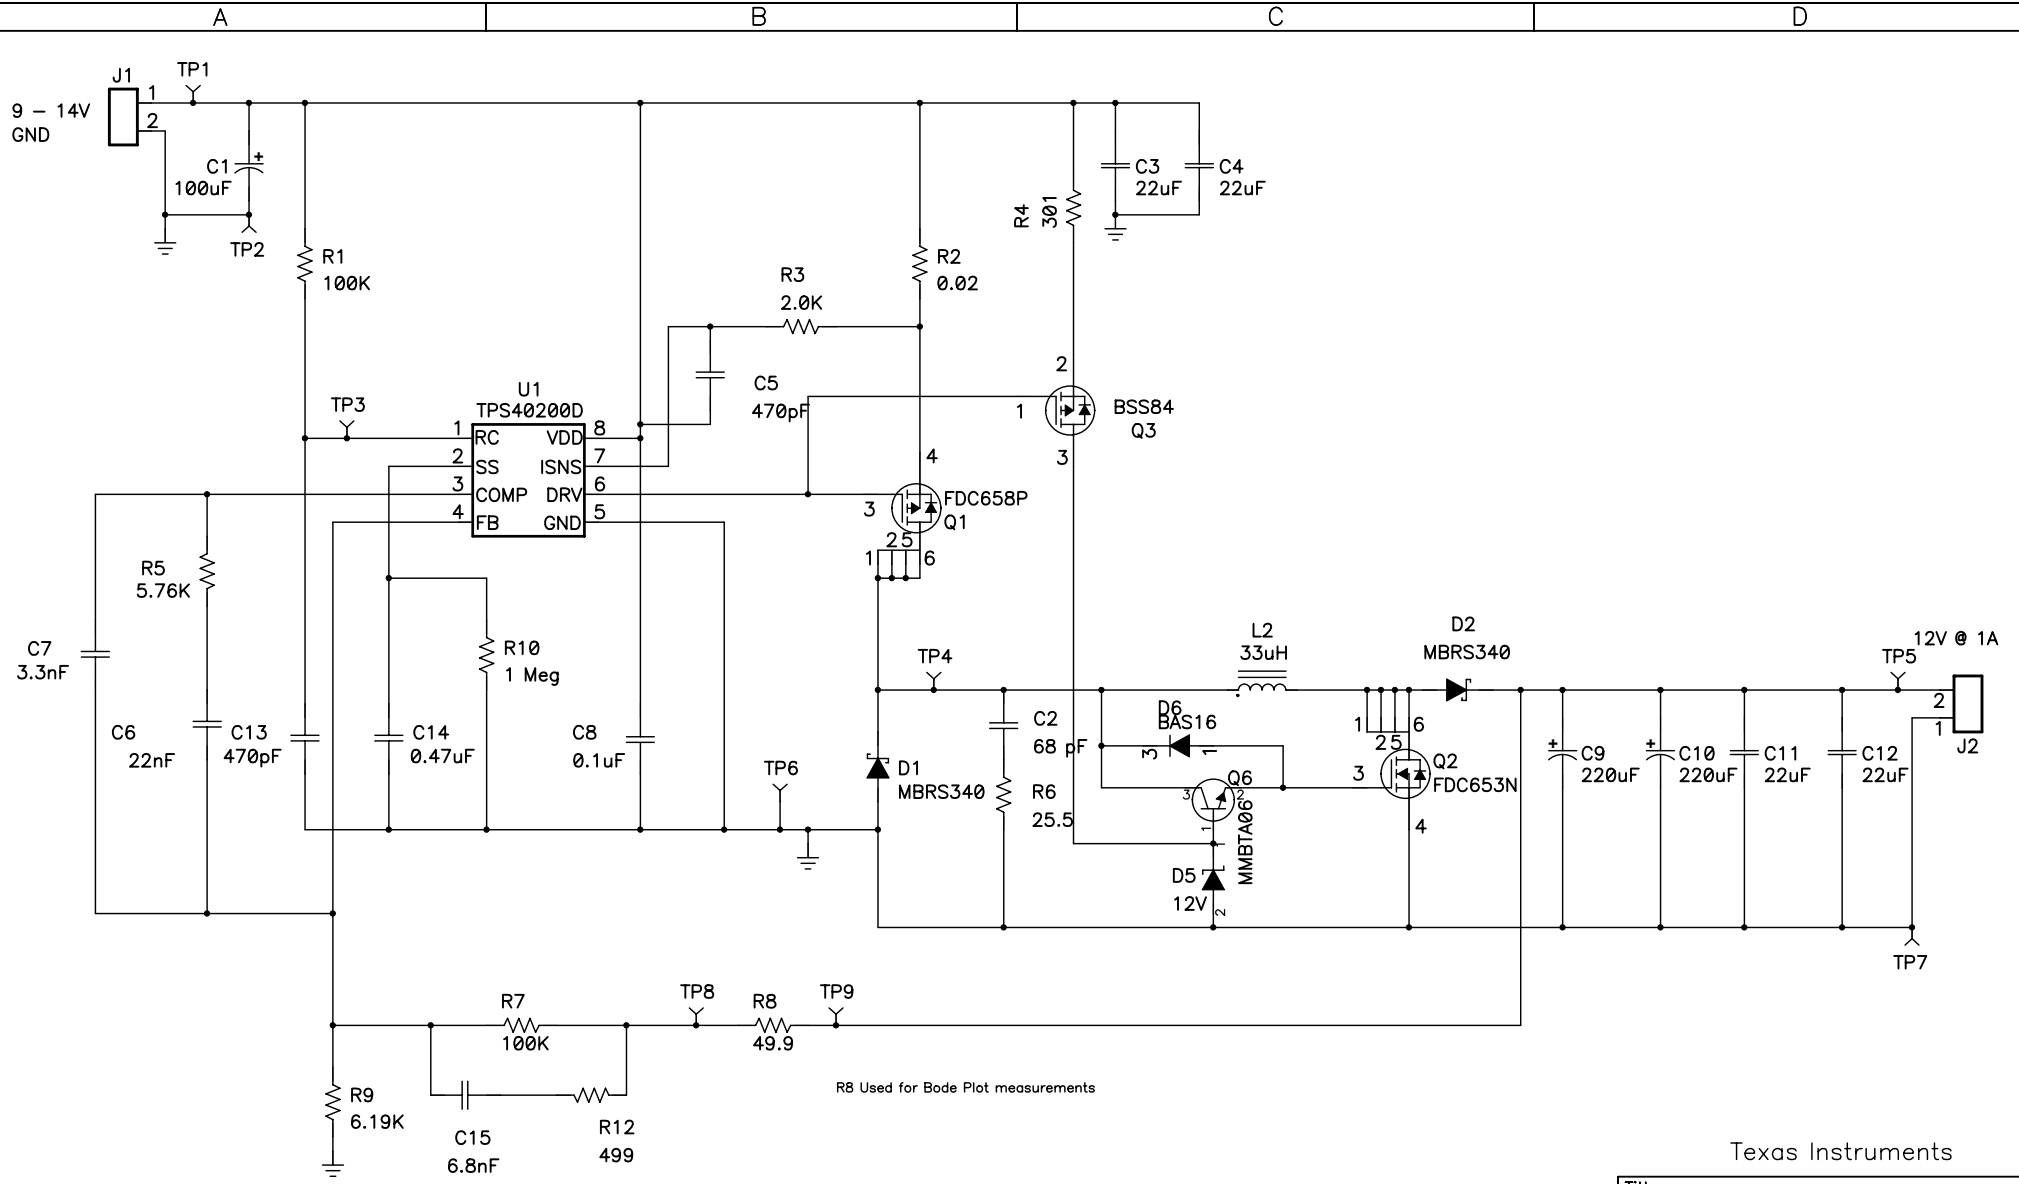 A B C D
J1
TP1
9 – 14V
GND
1
2
C1
100uF
+
TP2
R1
100K
R2
0.02
R3
2.0K
R4
301
C3
22uF
C4
22uF
C5
470pF
2
1
3
BSS84
Q3
TP3
U1
TPS40200D
1 RC VDD 8
2 SS ISNS 7
3 COMP DRV 6
4 FB GND 5
4
3
FDC658P
Q1
1 2 5 6
R5
5.76K
C7
3.3nF
C6
22nF
C13
470pF
C14
0.47uF
R10
1 Meg
C8
0.1uF
TP6
TP4
D1
MBRS340
C2
68 pF
R6
25.5
L2
33uH
D6
BAS16
3 1
Q6
3 2
1
MMBTA06
1
D5
12V
2
D2
MBRS340
1 2 5 6
3
Q2
FDC653N
4
+
C9
220uF
+
C10
220uF
C11
22uF
C12
22uF
12V @ 1A
TP5
2
1
J2
TP7
R7
100K
TP8
R8
49.9
TP9
R9
6.19K
C15
6.8nF
R12
499
R8 Used for Bode Plot measurements
Texas Instruments